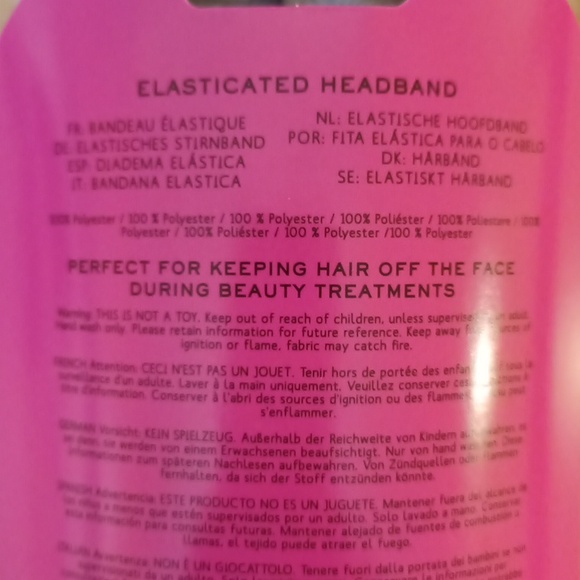 ELASTICATED HEADBAND
FR: BANDEAU ÉLASTIQUE
DE: ELASTISCHES STIRNBAND
ESP: DIADEMA ELÁSTICA
IT: BANDANA ELASTICA
NL: ELASTISCHE HOOFDBAND
POR: FITA ELÁSTICA PARA O CABELO
DK: HÅRBÅND
SE: ELASTISKT HÅRBAND
100% Polyester / 100 % Polyester / 100 % Polyester / 100% Poliéster / 100% Poliestere / 100%
Polyester / 100% Poliéster / 100 % Polyester /100 % Polyester
PERFECT FOR KEEPING HAIR OFF THE FACE
DURING BEAUTY TREATMENTS
Warning: THIS IS NOT A TOY. Keep out of reach of children, unless adult.
Hand wash only. Please retain information for future reference. Keep away of
ignition or flame, fabric may catch fire.
FRENCH Attention: CECI N'EST PAS UN JOUET. Tenir hors de portée des
surveillance d'un adulte. Laver à la main uniquement. Veuillez conserver
d'information. Conserver à l'abri des sources d'ignition ou des peut
s'enflammer.
GERMAN Vorsicht: KEIN SPIELZEUG. Außerhalb der Reichweite von Kindern
sie werden von einem Erwachsenen beaufsichtigt. Nur von hand Diese
Informationen zum späteren Nachlesen aufbewahren. Von Zündquellen
fernhalten, da sich der Stoff entzünden könnte.
SPANISH Advertencia: ESTE PRODUCTO NO ES UN JUGUETE. Mantener fuera del alcance de
los niños a menos que estén supervisados por un adulto. Solo lavado a mano. Conservar
esta información para consultas futuras. Mantener alejado de fuentes de combustión o
llamas, el tejido puede atraer el fuego.
ITALIAN Avvertenza: NON È UN GIOCATTOLO. Tenere fuori dalla portata dei bambini se non
supervisionati da un adulto.